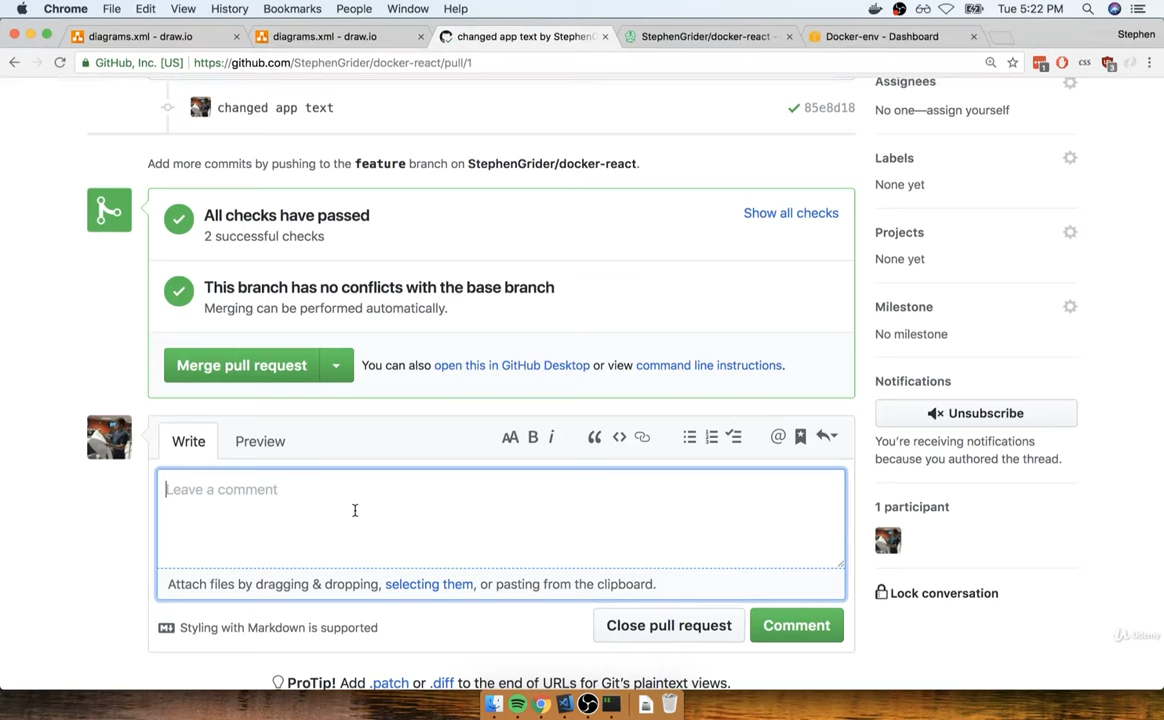 Chrome File Edit View History Bookmarks People Window Help Tue 5:22 PM
diagrams.xml - draw.io × diagrams.xml - draw.io × changed app text by StephenG × StephenGrider/docker-react - × Docker-env - Dashboard × Stephen
GitHub, Inc. [US] https://github.com/StephenGrider/docker-react/pull/1
Assignees
changed app text 85e8d18
No one—assign yourself
Add more commits by pushing to the feature branch on StephenGrider/docker-react.
Labels
None yet
All checks have passed
2 successful checks
Show all checks
Projects
None yet
This branch has no conflicts with the base branch
Merging can be performed automatically.
Milestone
No milestone
Merge pull request You can also open this in GitHub Desktop or view command line instructions.
Notifications
Unsubscribe
You're receiving notifications
because you authored the thread.
Write Preview AA B i
Leave a comment
1 participant
Attach files by dragging & dropping, selecting them, or pasting from the clipboard.
Lock conversation
Styling with Markdown is supported
Close pull request Comment
Udemy
ProTip! Add .patch or .diff to the end of URLs for Git's plaintext views.